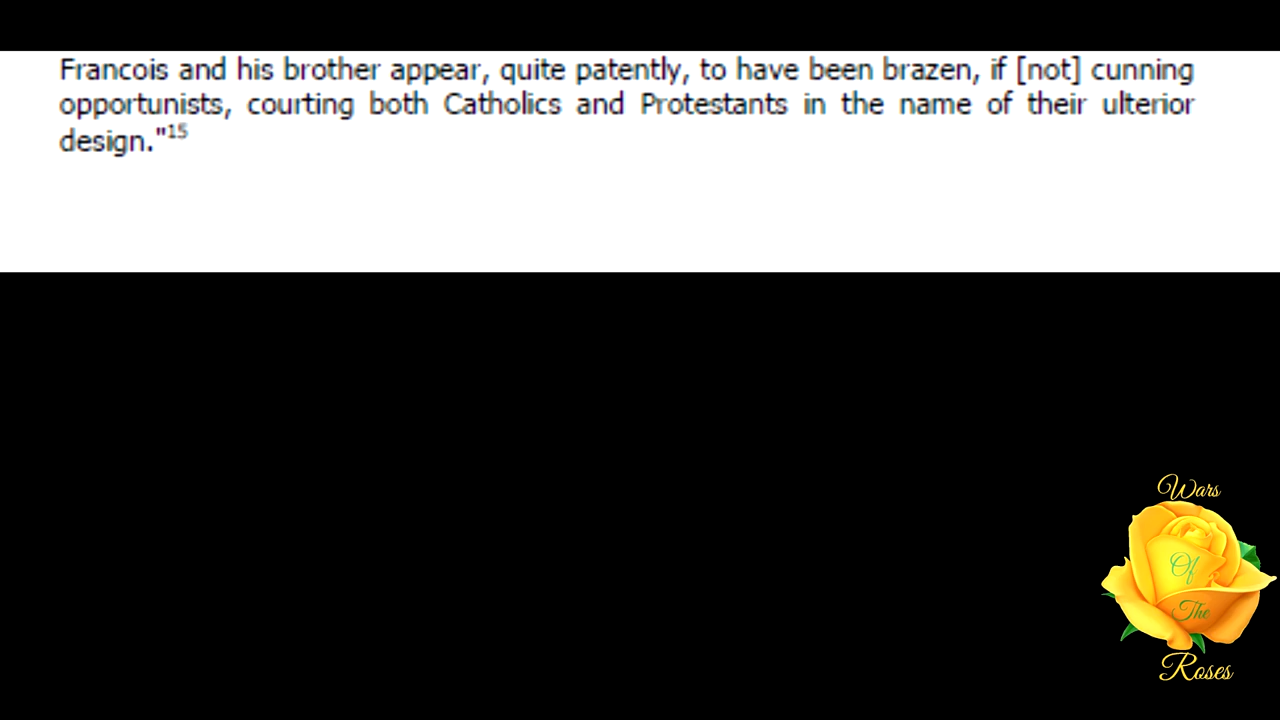 Francois and his brother appear, quite patently, to have been brazen, if [not] cunning
opportunists, courting both Catholics and Protestants in the name of their ulterior
design."15
Wars
Of
The
Roses